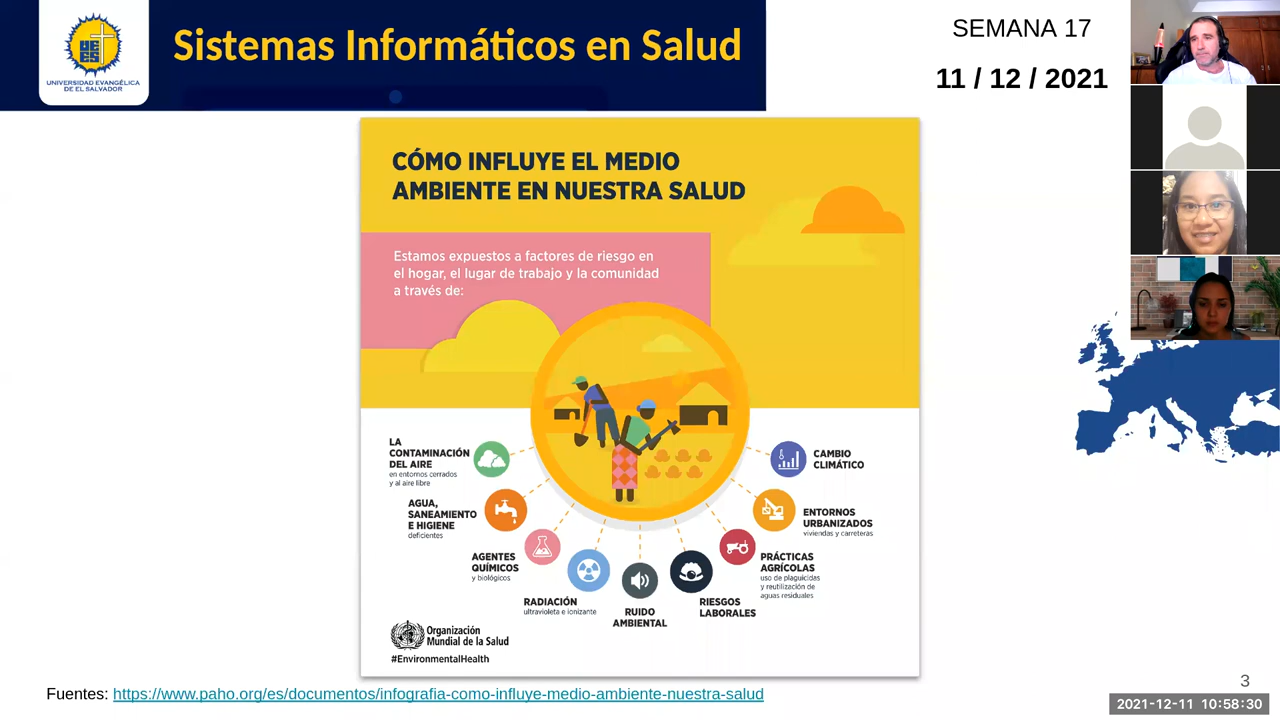 UNIVERSIDAD EVANGÉLICA
DE EL SALVADOR
Sistemas Informáticos en Salud
SEMANA 17
11 / 12 / 2021
CÓMO INFLUYE EL MEDIO
AMBIENTE EN NUESTRA SALUD
Estamos expuestos a factores de riesgo en
el hogar, el lugar de trabajo y la comunidad
a través de:
LA
CONTAMINACIÓN
DEL AIRE
en entornos cerrados
y al aire libre
AGUA,
SANEAMIENTO
E HIGIENE
deficientes
AGENTES
QUÍMICOS
y biológicos
RADIACIÓN
ultravioleta e ionizante
RUIDO
AMBIENTAL
RIESGOS
LABORALES
PRÁCTICAS
AGRÍCOLAS
uso de plaguicidas
y reutilización de
aguas residuales
ENTORNOS
URBANIZADOS
viviendas y carreteras
CAMBIO
CLIMÁTICO
Organización
Mundial de la Salud
#EnvironmentalHealth
Fuentes: https://www.paho.org/es/documentos/infografia-como-influye-medio-ambiente-nuestra-salud
3
2021-12-11 10:58:30